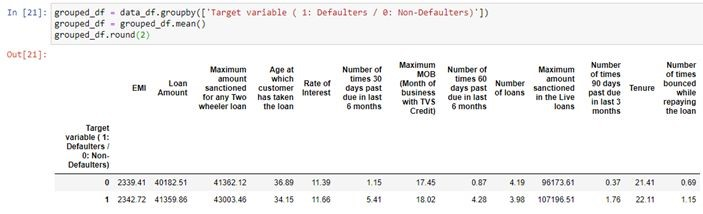 In [21]: grouped_df = data_df.groupby(['Target variable ( 1: Defaulters / 0: Non-Defaulters)'])
grouped_df = grouped_df.mean()
grouped_df.round(2)
Out[21]:
EMI
Loan
Amount
Maximum
amount
sanctioned
for any Two
wheeler loan
Age at
which
customer
has taken
the loan
Rate of
Interest
Number of
times 30
days past
due in last
6 months
Maximum
MOB
(Month of
business
with TVS
Credit)
Number of
times 60
days past
due in last
6 months
Number
of loans
Maximum
amount
sanctioned
in the Live
loans
Number
of times
90 days
past due
in last 3
months
Tenure
Number
of times
bounced
while
repaying
the loan
Target
variable ( 1:
Defaulters /
0: Non-
Defaulters)
0 2339.41 40182.51 41362.12 36.89 11.39 1.15 17.45 0.87 4.19 96173.61 0.37 21.41 0.69
1 2342.72 41359.86 43003.46 34.15 11.66 5.41 18.02 4.28 3.98 107196.51 1.76 22.11 1.15